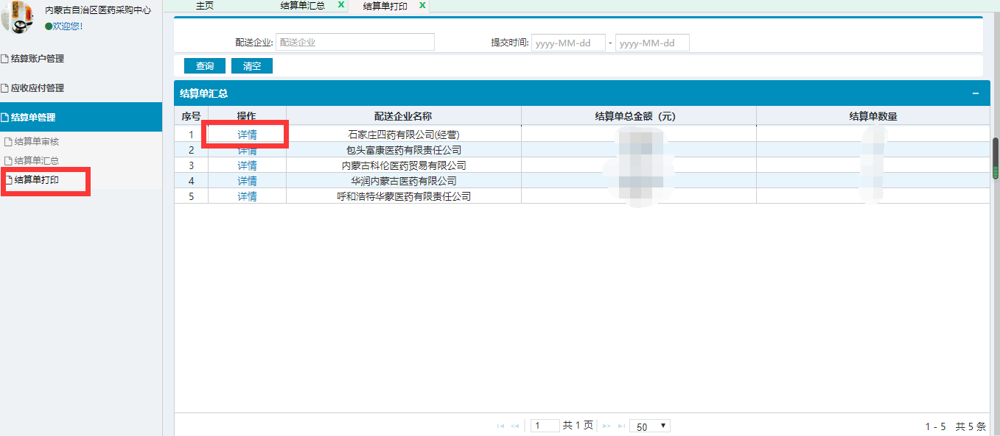 内蒙古自治区医药采购中心
欢迎您!
结算账户管理
应收应付管理
结算单管理
结算单审核
结算单汇总
结算单打印
主页 结算单汇总 X 结算单打印 X
配送企业: 配送企业 提交时间: yyyy-MM-dd - yyyy-MM-dd
查询 清空
结算单汇总
序号 操作 配送企业名称 结算单总金额（元） 结算单数量
1 详情 石家庄四药有限公司(经营)
2 详情 包头富康医药有限责任公司
3 详情 内蒙古科伦医药贸易有限公司
4 详情 华润内蒙古医药有限公司
5 详情 呼和浩特华蒙医药有限责任公司
1 共 1 页 50 1 - 5 共 5 条